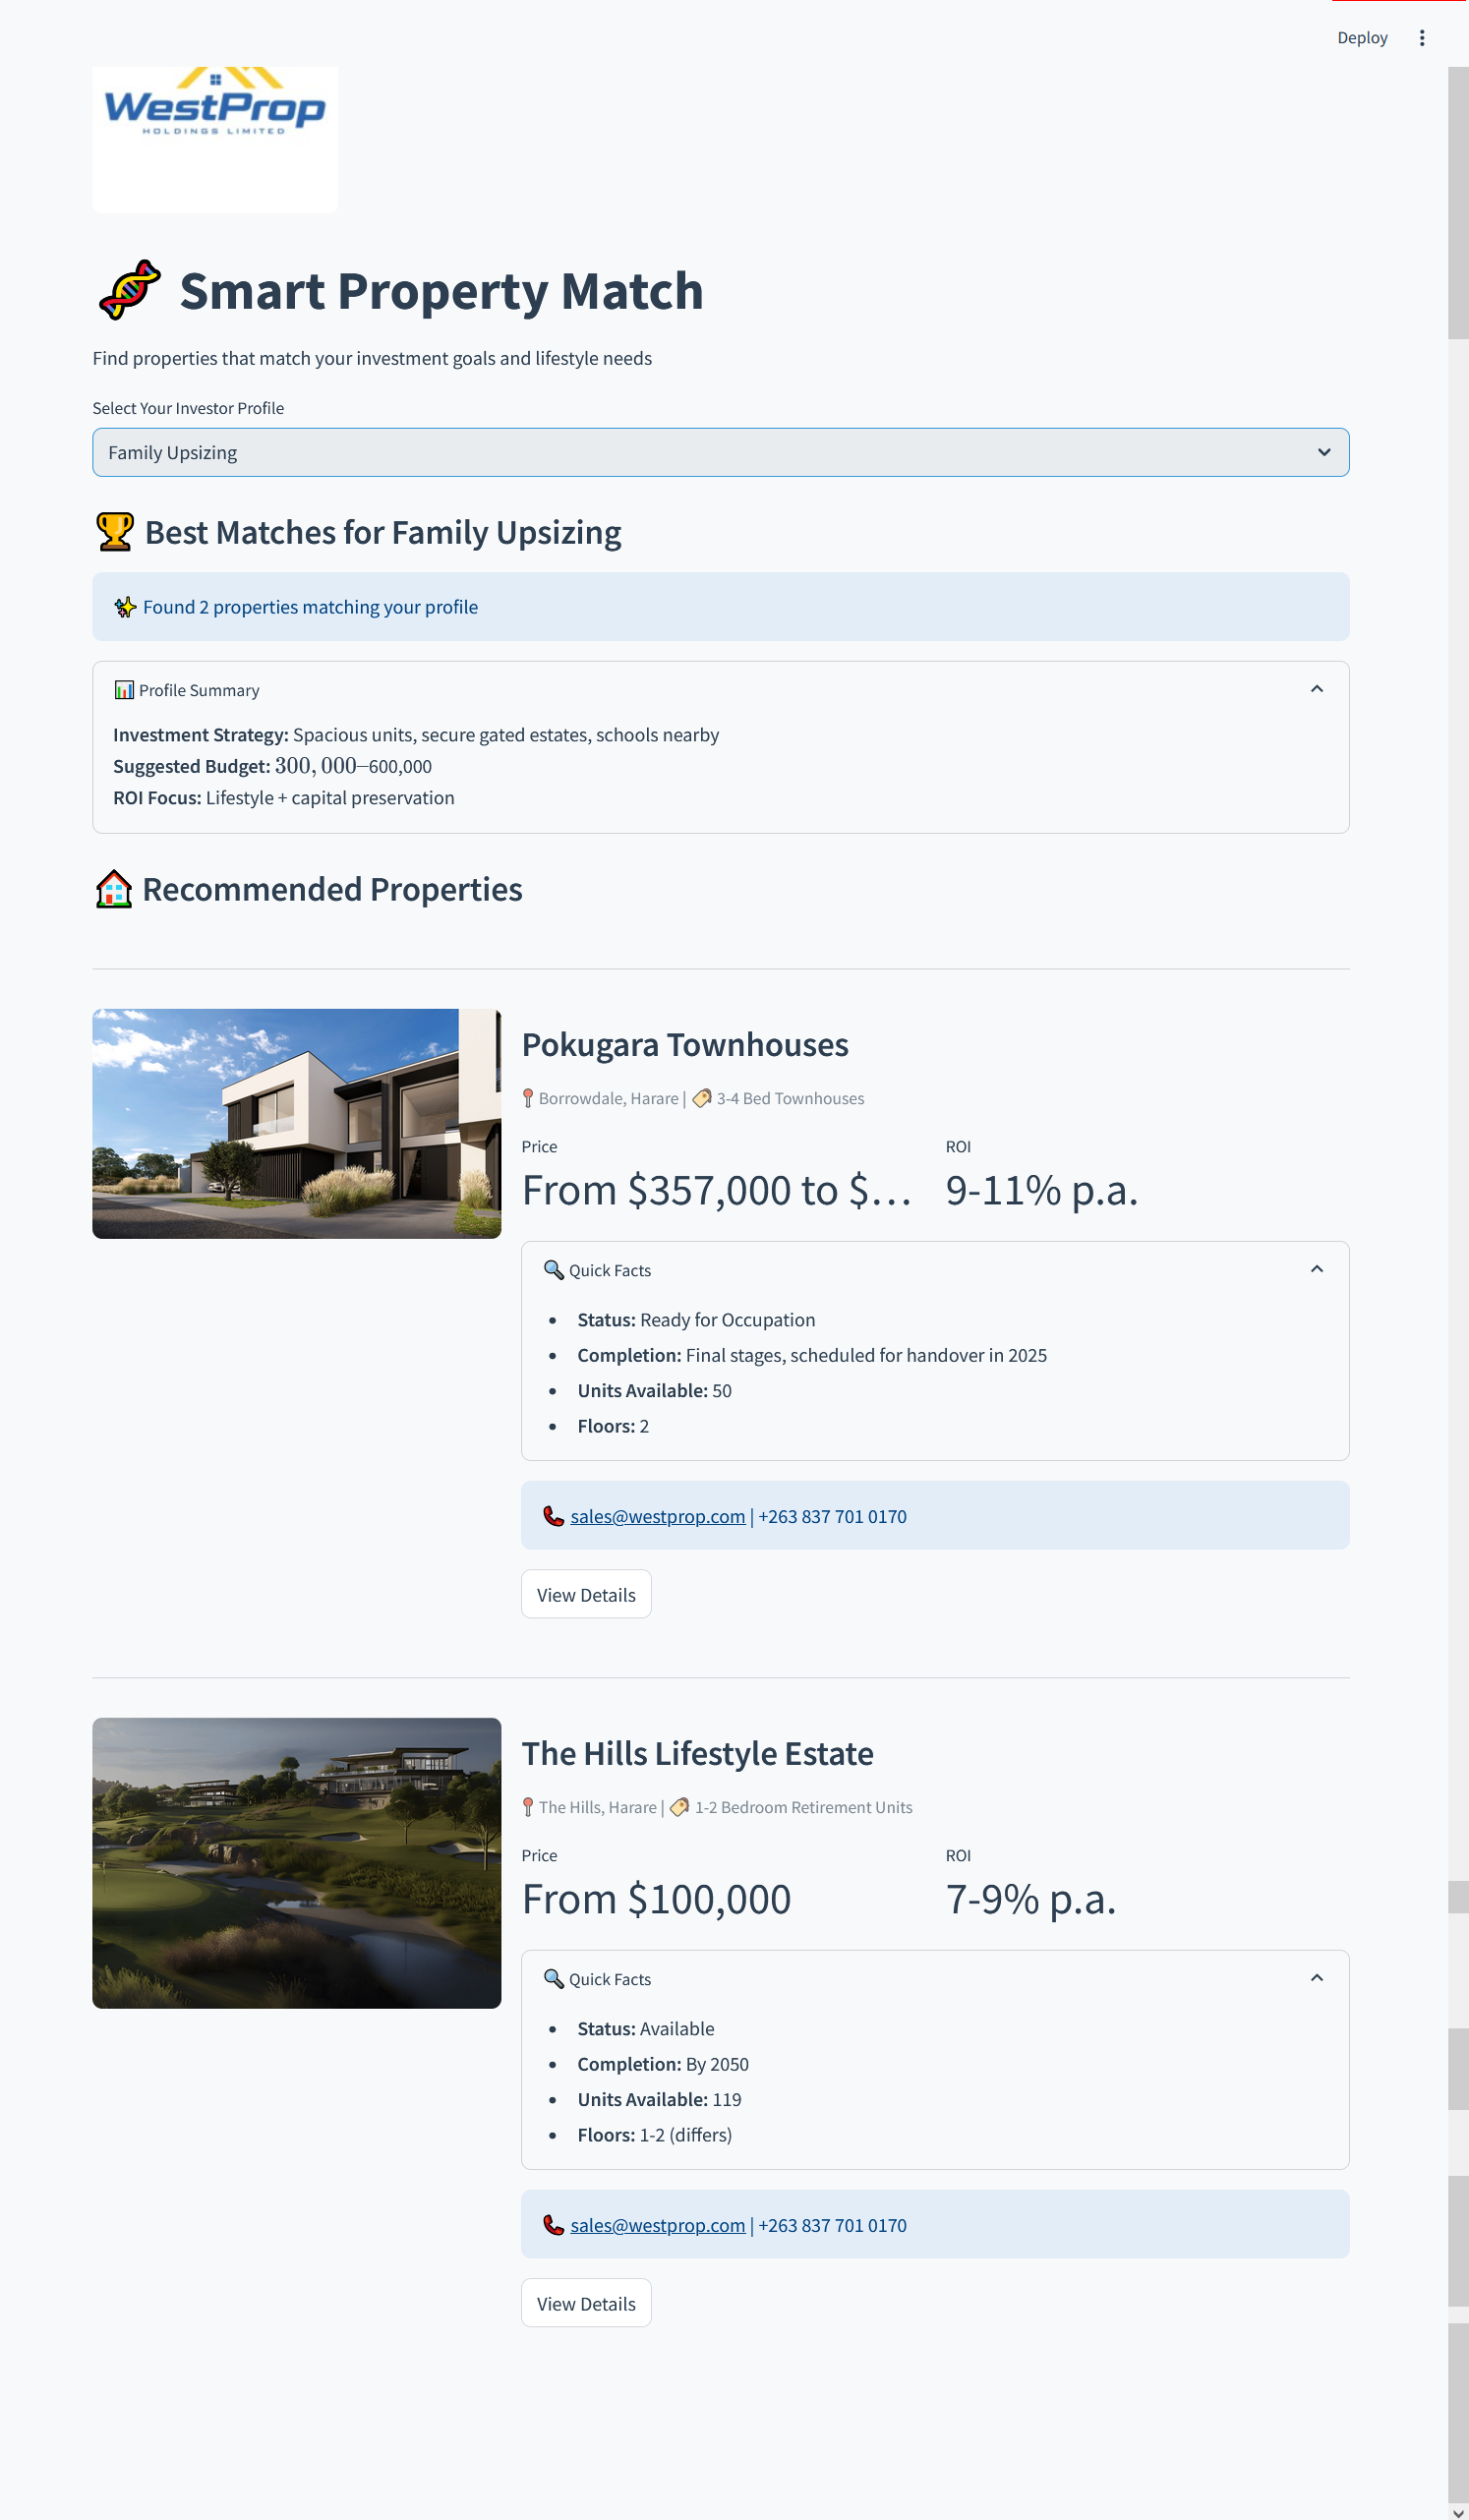 Deploy
WestProp
HOLDINGS LIMITED
🧬 Smart Property Match
Find properties that match your investment goals and lifestyle needs
Select Your Investor Profile
Family Upsizing
🏆 Best Matches for Family Upsizing
✨ Found 2 properties matching your profile
📊 Profile Summary
Investment Strategy: Spacious units, secure gated estates, schools nearby
Suggested Budget: 300, 000–600,000
ROI Focus: Lifestyle + capital preservation
🏠 Recommended Properties
Pokugara Townhouses
📍 Borrowdale, Harare | 🏷️ 3-4 Bed Townhouses
Price ROI
From $357,000 to $… 9-11% p.a.
🔍 Quick Facts
• Status: Ready for Occupation
• Completion: Final stages, scheduled for handover in 2025
• Units Available: 50
• Floors: 2
📞 sales@westprop.com | +263 837 701 0170
View Details
The Hills Lifestyle Estate
📍 The Hills, Harare | 🏷️ 1-2 Bedroom Retirement Units
Price ROI
From $100,000 7-9% p.a.
🔍 Quick Facts
• Status: Available
• Completion: By 2050
• Units Available: 119
• Floors: 1-2 (differs)
📞 sales@westprop.com | +263 837 701 0170
View Details